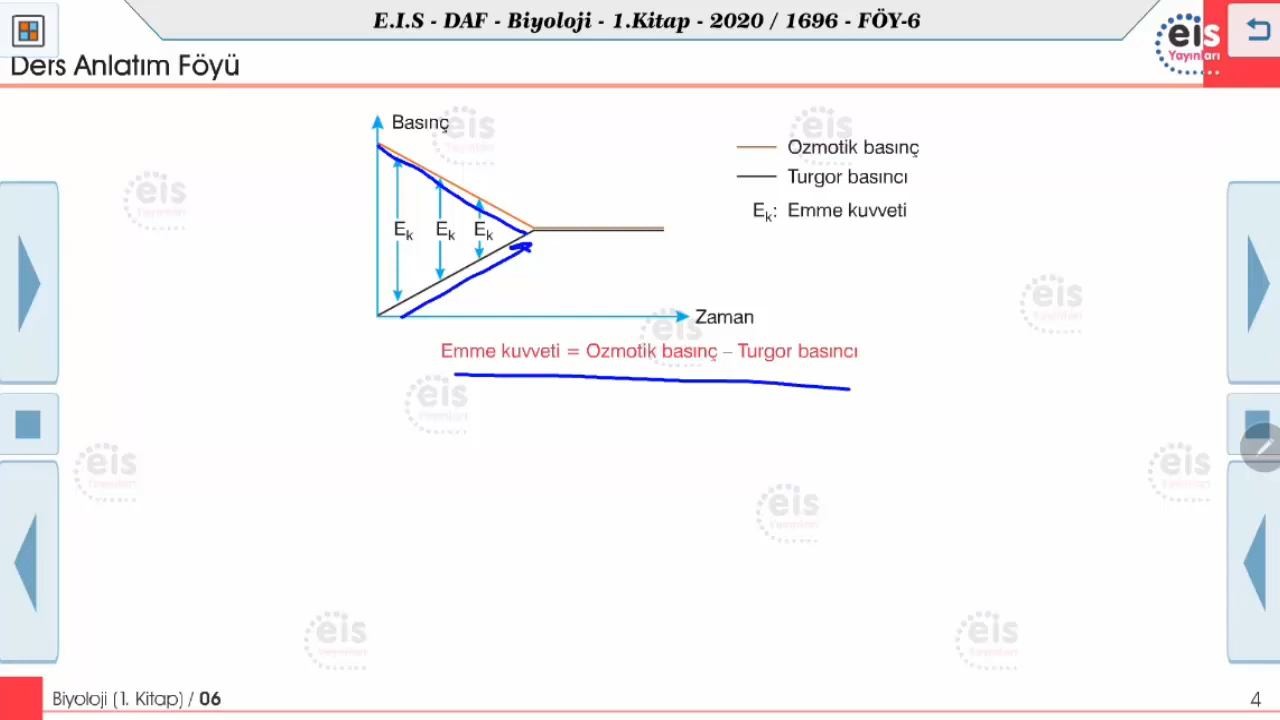 E.I.S - DAF - Biyoloji - 1.Kitap - 2020 / 1696 - FÖY-6
eis
Yayınları
Ders Anlatım Föyü
Basınç
Ozmotik basınç
Turgor basıncı
Ek: Emme kuvveti
Ek Ek Ek
Zaman
Emme kuvveti = Ozmotik basınç – Turgor basıncı
Biyoloji (1. Kitap) / 06
4